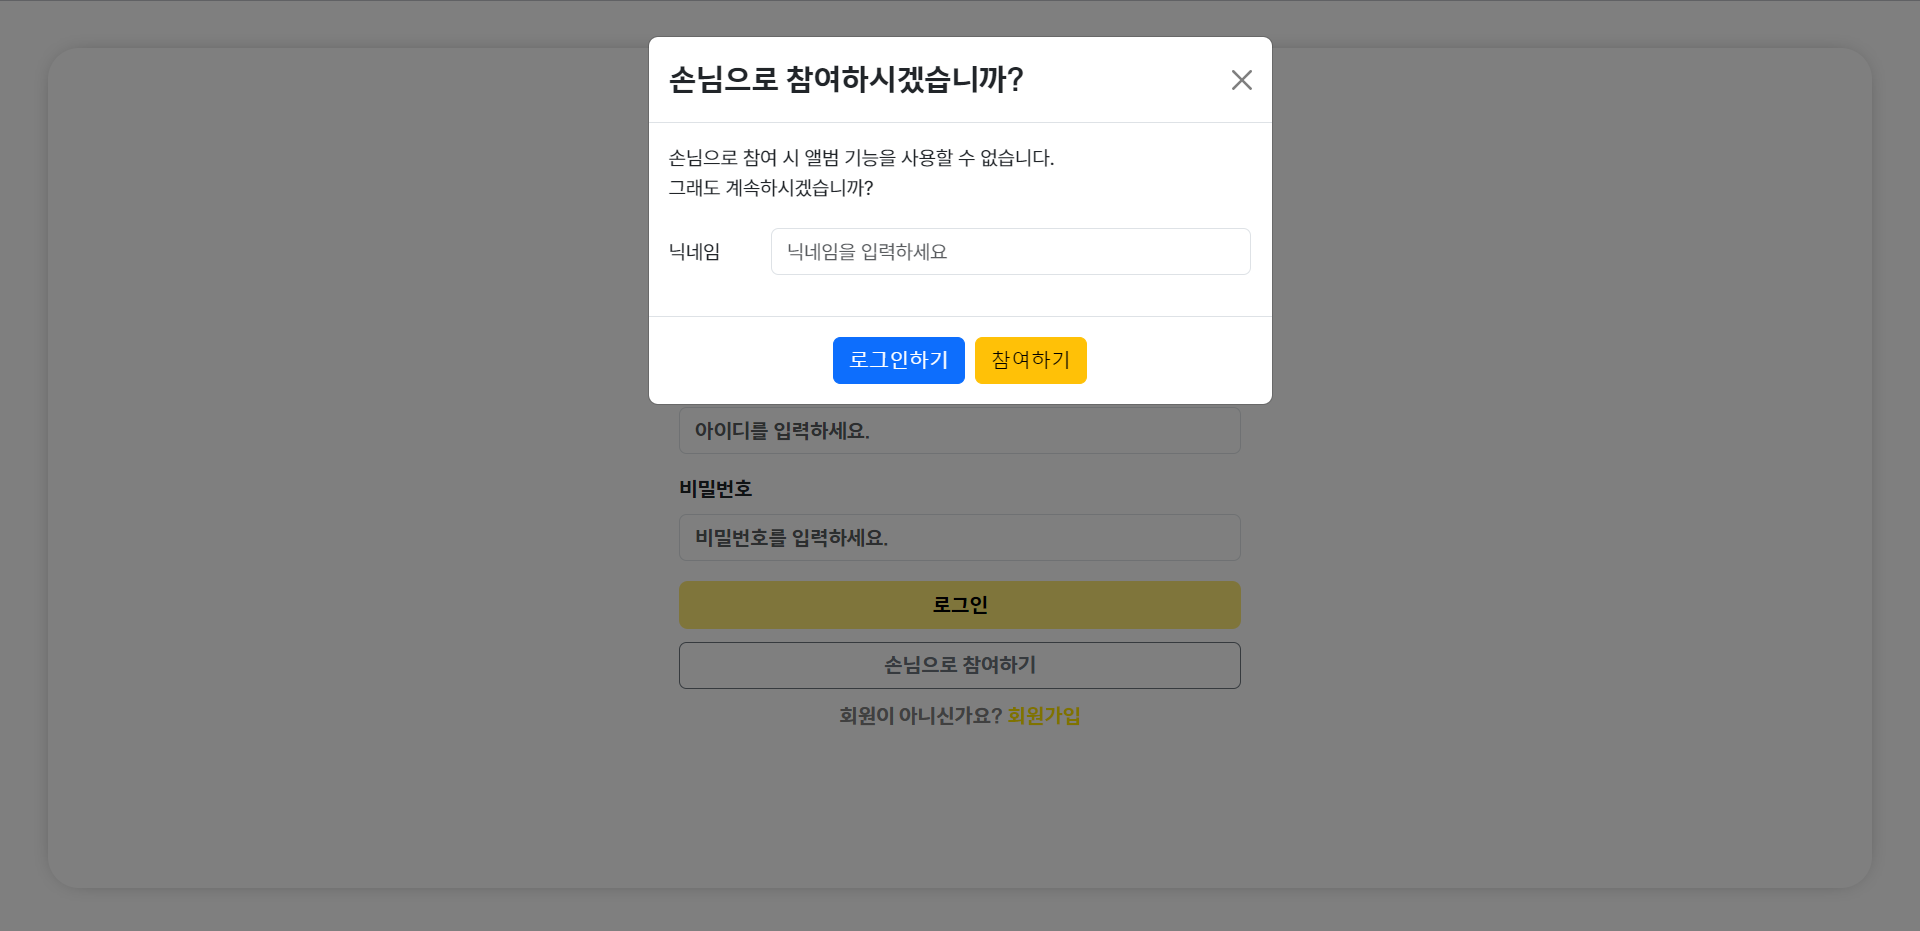 손님으로 참여하시겠습니까?
손님으로 참여 시 앨범 기능을 사용할 수 없습니다.
그래도 계속하시겠습니까?
닉네임
닉네임을 입력하세요
로그인하기
참여하기
아이디를 입력하세요.
비밀번호
비밀번호를 입력하세요.
로그인
손님으로 참여하기
회원이 아니신가요? 회원가입